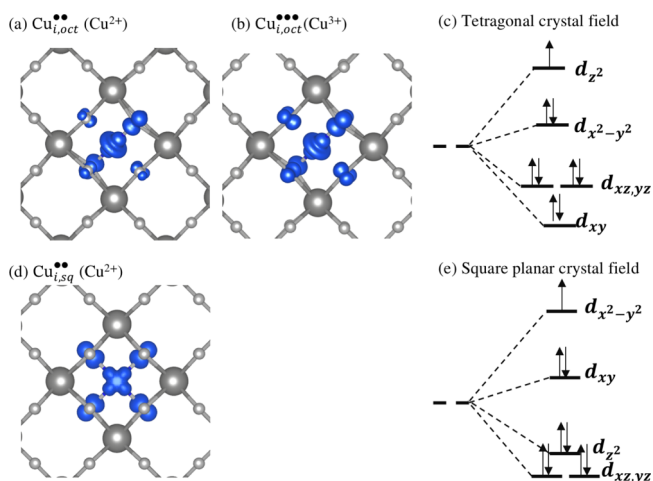 (a) Cu••i,oct (Cu2+)
(b) Cu•••i,oct(Cu3+)
(c) Tetragonal crystal field
dz2
dx2−y2
dxz,yz
dxy
(d) Cu••i,sq (Cu2+)
(e) Square planar crystal field
dx2−y2
dxy
dz2
dxz,yz